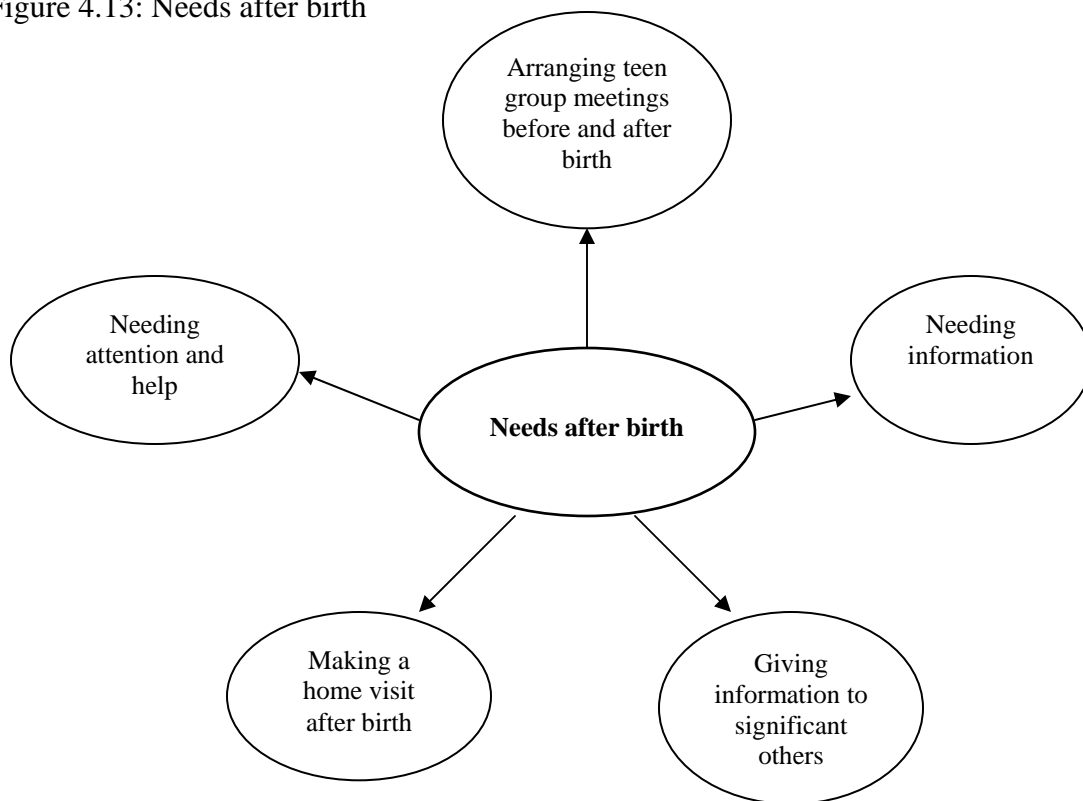 Figure 4.13: Needs after birth
Arranging teen
group meetings
before and after
birth
Needing
attention and
help
Needing
information
Needs after birth
Making a
home visit
after birth
Giving
information to
significant
others